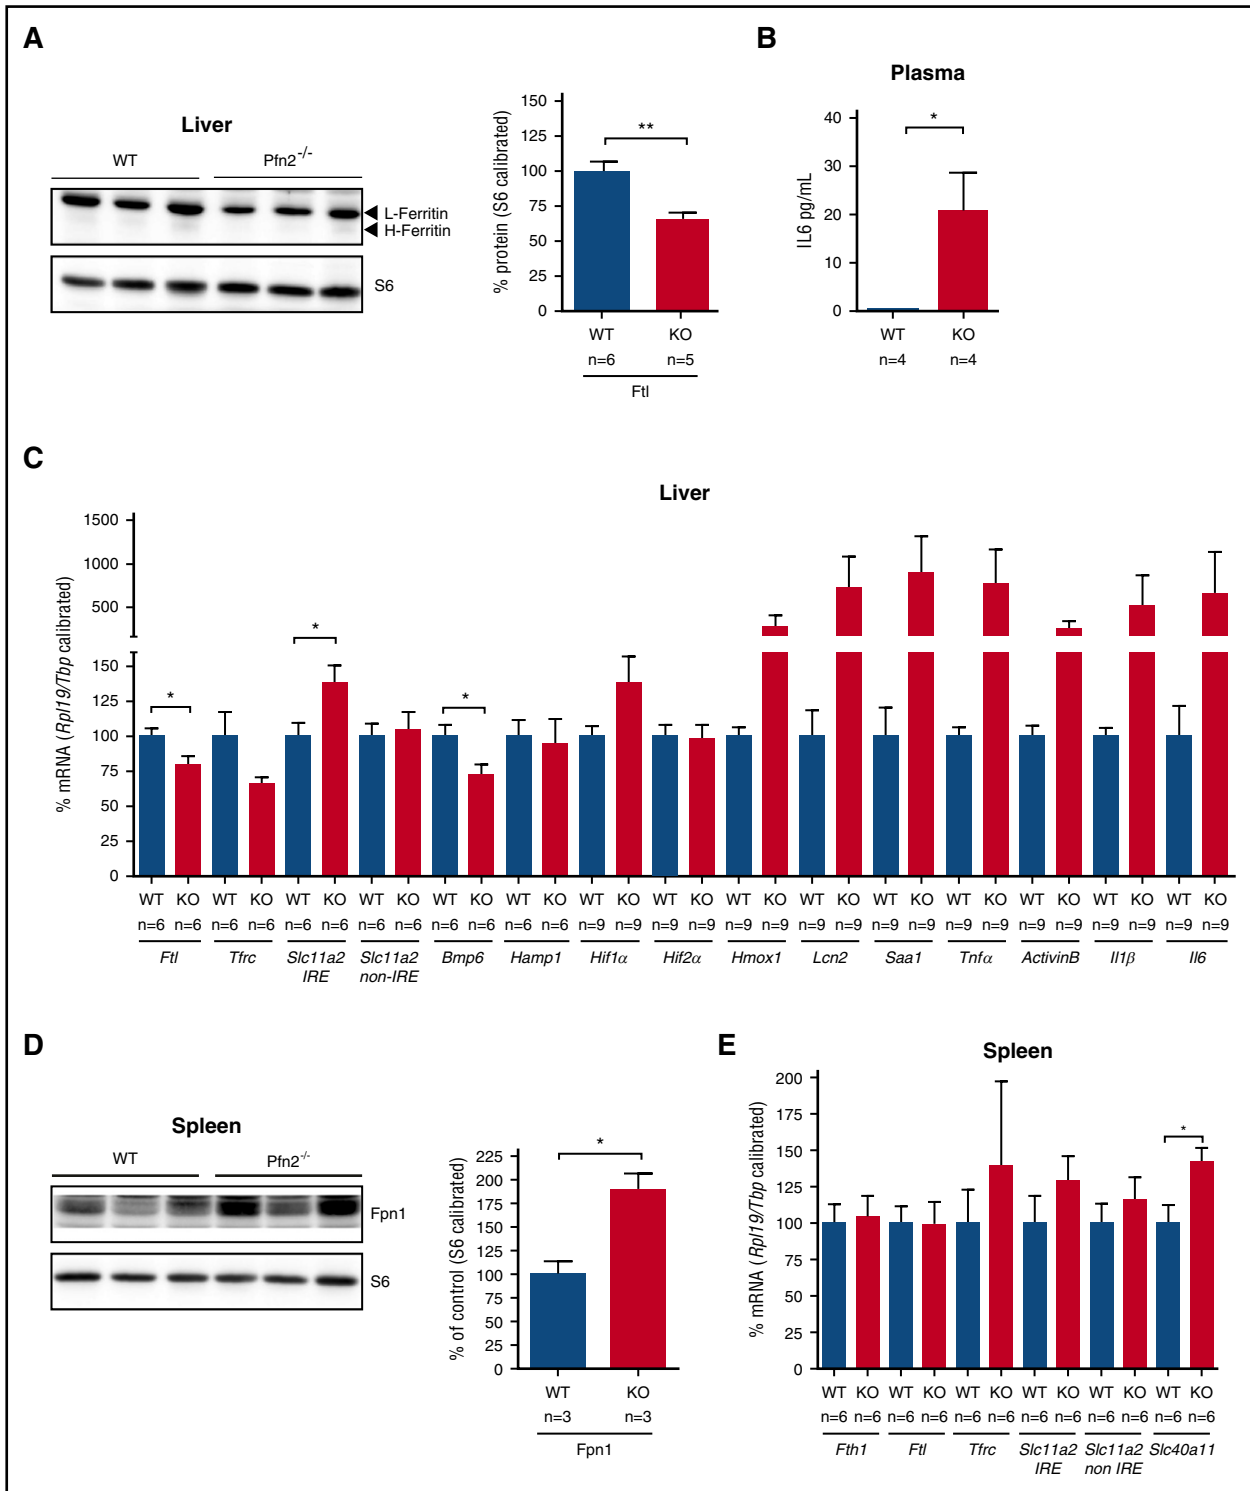 A
Liver
WT Pfn2-/-
L-Ferritin
H-Ferritin
S6
% protein (S6 calibrated)
150
125
100
75
50
25
0
**
WT KO
n=6 n=5
Ftl
B
Plasma
IL6 pg/mL
40
30
20
10
0
*
WT KO
n=4 n=4
C
Liver
% mRNA (Rpl19/Tbp calibrated)
1500
1000
500
150
125
100
75
50
25
0
* * *
WT KO WT KO WT KO WT KO WT KO WT KO WT KO WT KO WT KO WT KO WT KO WT KO WT KO WT KO WT KO
n=6 n=6 n=6 n=6 n=6 n=6 n=6 n=6 n=6 n=6 n=6 n=6 n=9 n=9 n=9 n=9 n=9 n=9 n=9 n=9 n=9 n=9 n=9 n=9 n=9 n=9 n=9 n=9 n=9 n=9
Ftl Tfrc Slc11a2 Slc11a2 Bmp6 Hamp1 Hif1α Hif2α Hmox1 Lcn2 Saa1 Tnfα ActivinB Il1β Il6
IRE non-IRE
D
Spleen
WT Pfn2-/-
Fpn1
S6
% of control (S6 calibrated)
225
200
175
150
125
100
75
50
25
0
*
WT KO
n=3 n=3
Fpn1
E
Spleen
% mRNA (Rpl19/Tbp calibrated)
200
175
150
125
100
75
50
25
0
*
WT KO WT KO WT KO WT KO WT KO WT KO
n=6 n=6 n=6 n=6 n=6 n=6 n=6 n=6 n=6 n=6 n=6 n=6
Fth1 Ftl Tfrc Slc11a2 Slc11a2 Slc40a11
IRE non IRE